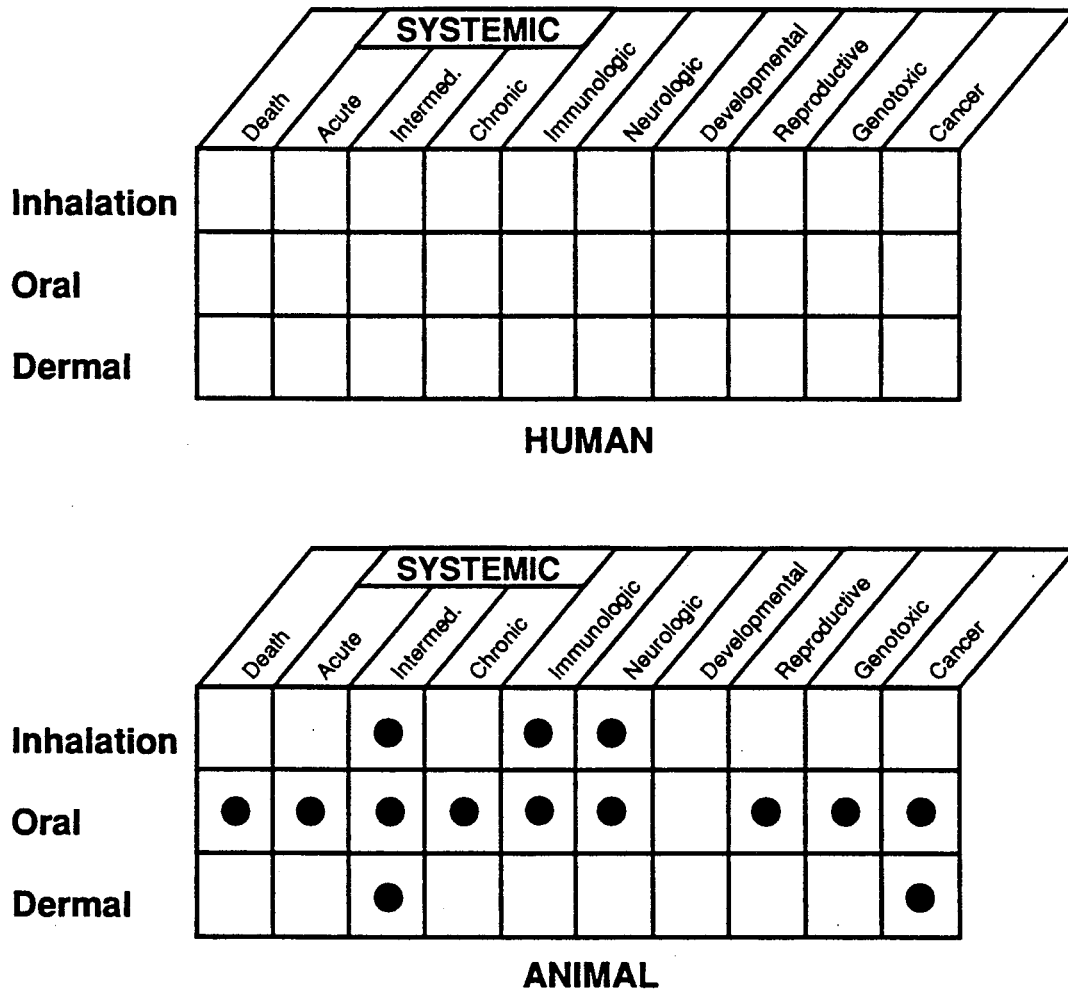 SYSTEMIC
Death
Acute
Intermed.
Chronic
Immunologic
Neurologic
Developmental
Reproductive
Genotoxic
Cancer
Inhalation
Oral
Dermal
HUMAN
SYSTEMIC
Death
Acute
Intermed.
Chronic
Immunologic
Neurologic
Developmental
Reproductive
Genotoxic
Cancer
Inhalation
Oral
Dermal
ANIMAL